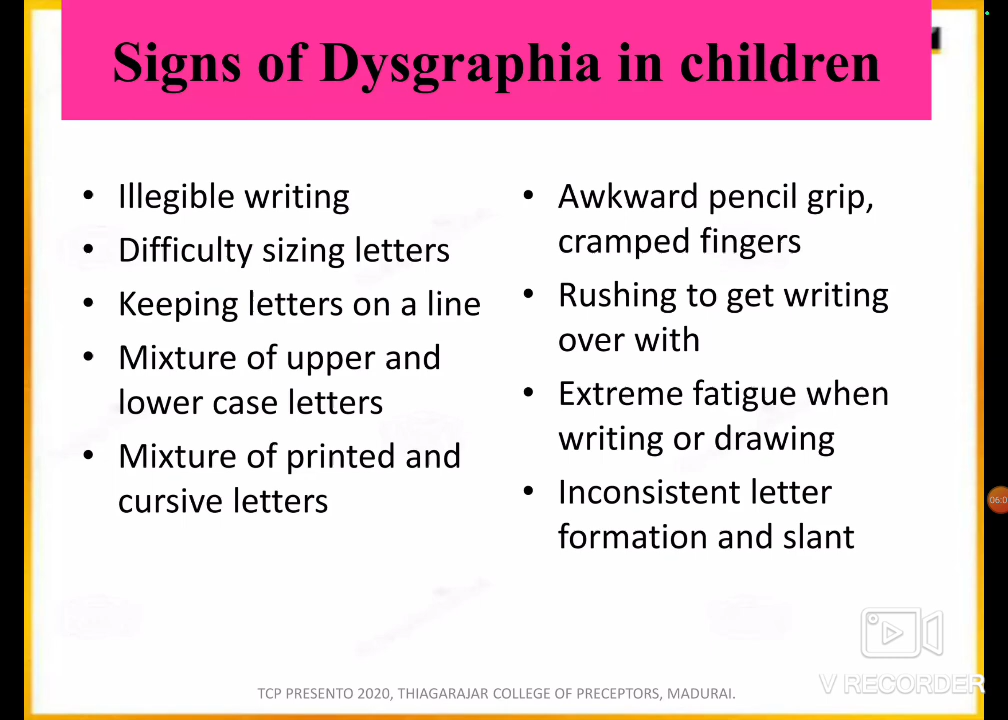 Signs of Dysgraphia in children
• Illegible writing
• Difficulty sizing letters
• Keeping letters on a line
• Mixture of upper and
lower case letters
• Mixture of printed and
cursive letters
• Awkward pencil grip,
cramped fingers
• Rushing to get writing
over with
• Extreme fatigue when
writing or drawing
• Inconsistent letter
formation and slant
06:0
V RECORDER
TCP PRESENTO 2020, THIAGARAJAR COLLEGE OF PRECEPTORS, MADURAI.